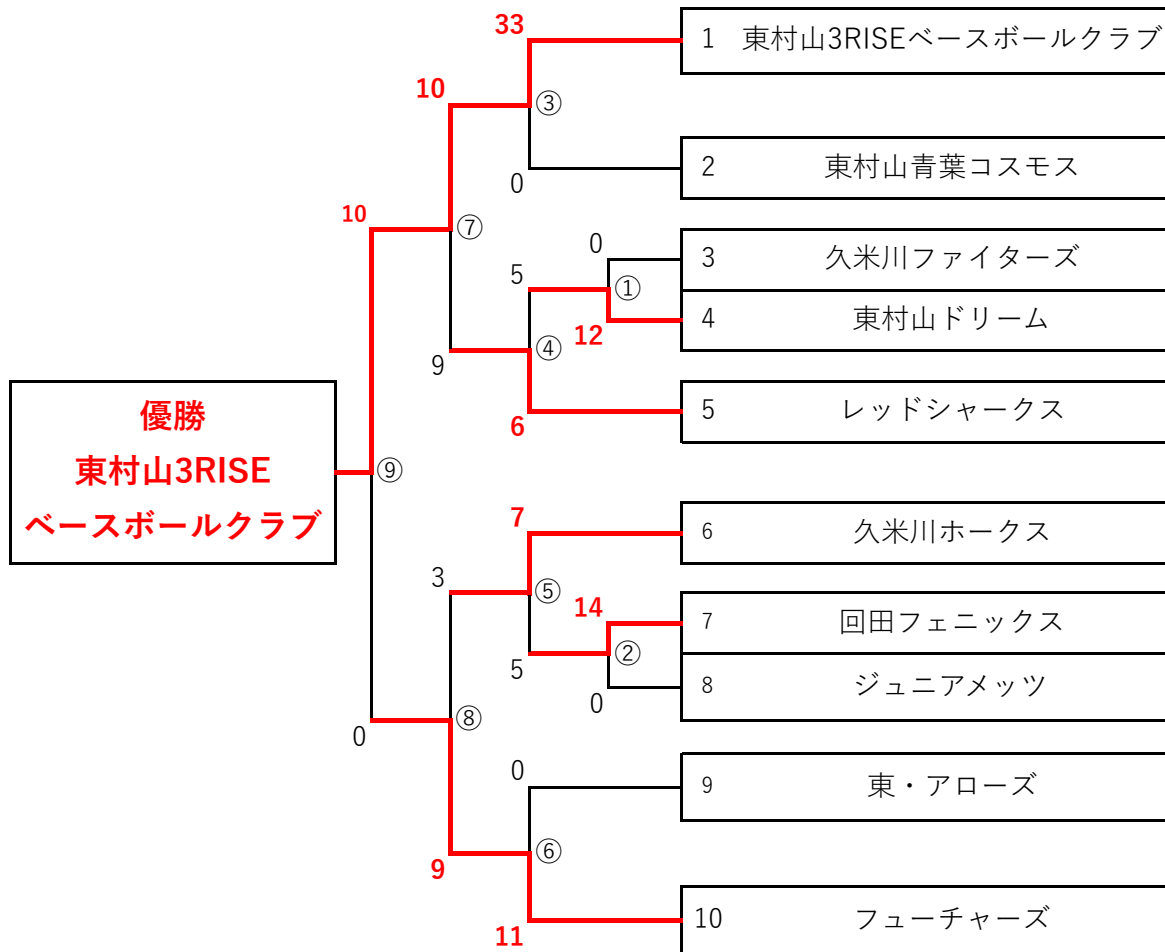 33
1 東村山3RISEベースボールクラブ
10
③
2 東村山青葉コスモス
0
10
⑦
0
3 久米川ファイターズ
5
①
12
4 東村山ドリーム
④
9
6
5 レッドシャークス
優勝
東村山3RISE
ベースボールクラブ
⑨
7
6 久米川ホークス
3
⑤
14
7 回田フェニックス
5
②
0
8 ジュニアメッツ
⑧
0
0
9 東・アローズ
⑥
9
11
10 フューチャーズ